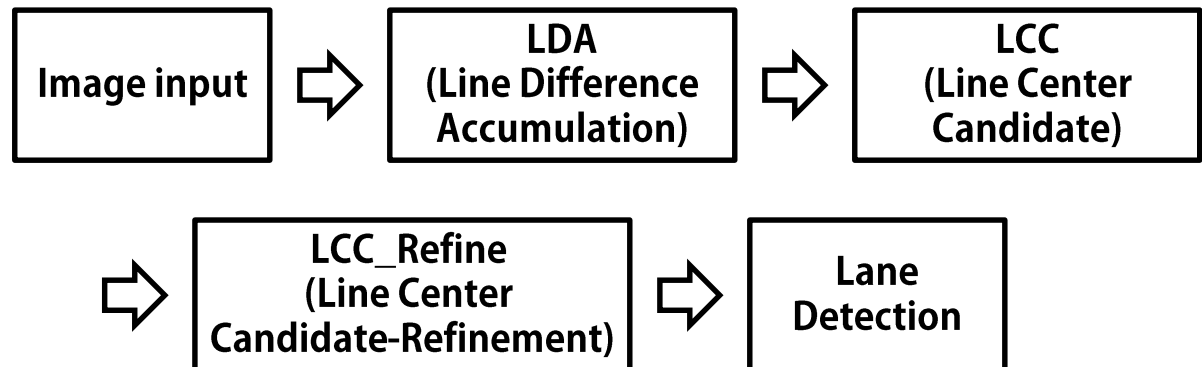 Image input
LDA
(Line Difference
Accumulation)
LCC
(Line Center
Candidate)
LCC_Refine
(Line Center
Candidate-Refinement)
Lane
Detection